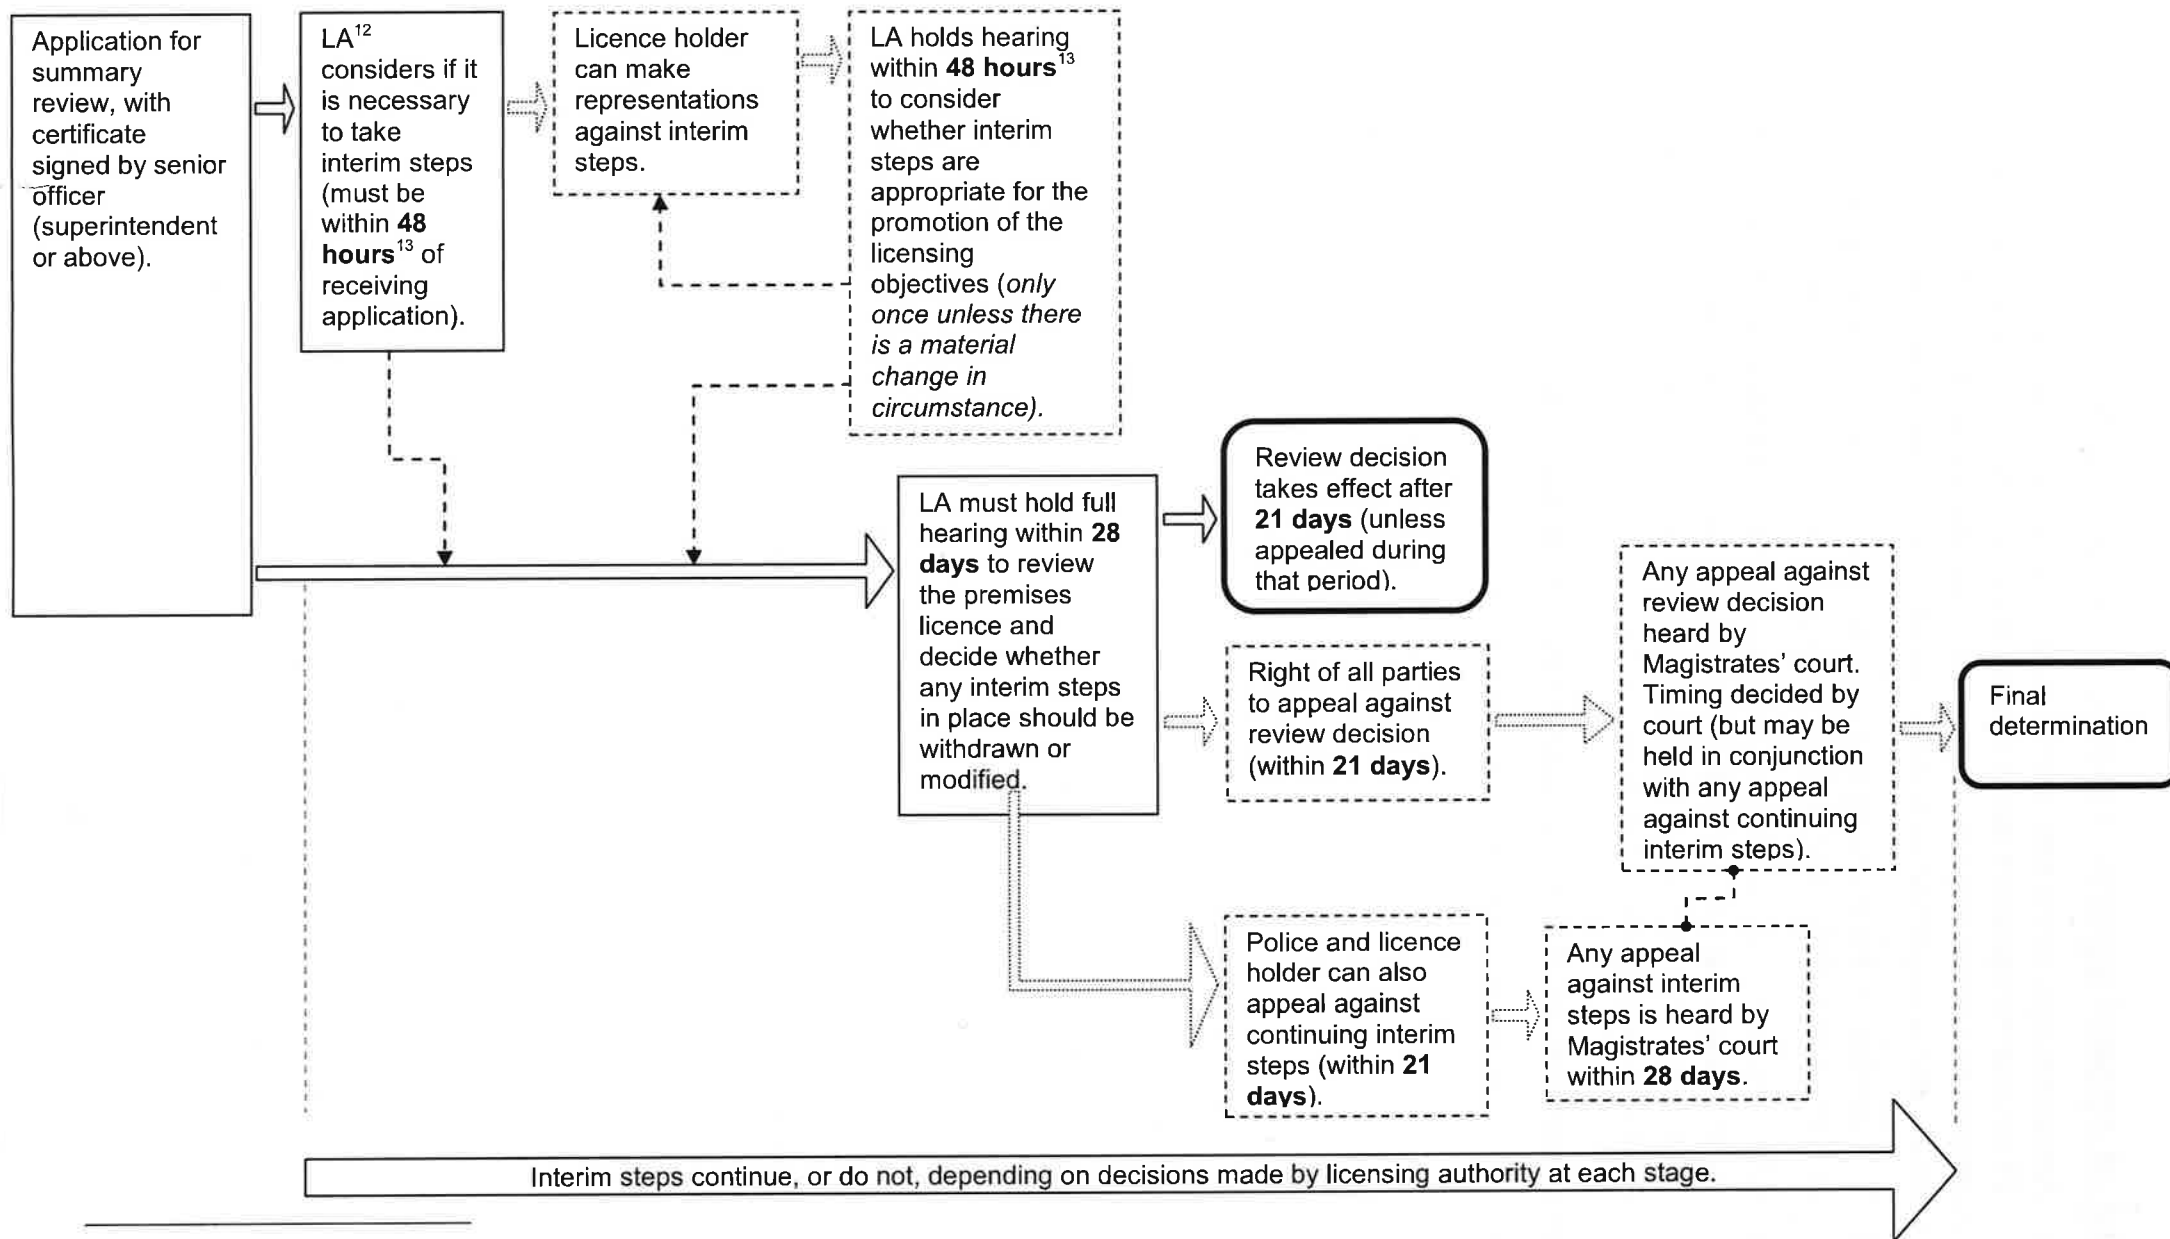 Application for
summary
review, with
certificate
signed by senior
officer
(superintendent
or above).
LA12
considers if it
is necessary
to take
interim steps
(must be
within 48
hours13 of
receiving
application).
Licence holder
can make
representations
against interim
steps.
LA holds hearing
within 48 hours13
to consider
whether interim
steps are
appropriate for the
promotion of the
licensing
objectives (only
once unless there
is a material
change in
circumstance).
LA must hold full
hearing within 28
days to review
the premises
licence and
decide whether
any interim steps
in place should be
withdrawn or
modified.
Review decision
takes effect after
21 days (unless
appealed during
that period).
Right of all parties
to appeal against
review decision
(within 21 days).
Any appeal against
review decision
heard by
Magistrates’ court.
Timing decided by
court (but may be
held in conjunction
with any appeal
against continuing
interim steps).
Final
determination
Police and licence
holder can also
appeal against
continuing interim
steps (within 21
days).
Any appeal
against interim
steps is heard by
Magistrates’ court
within 28 days.
Interim steps continue, or do not, depending on decisions made by licensing authority at each stage.